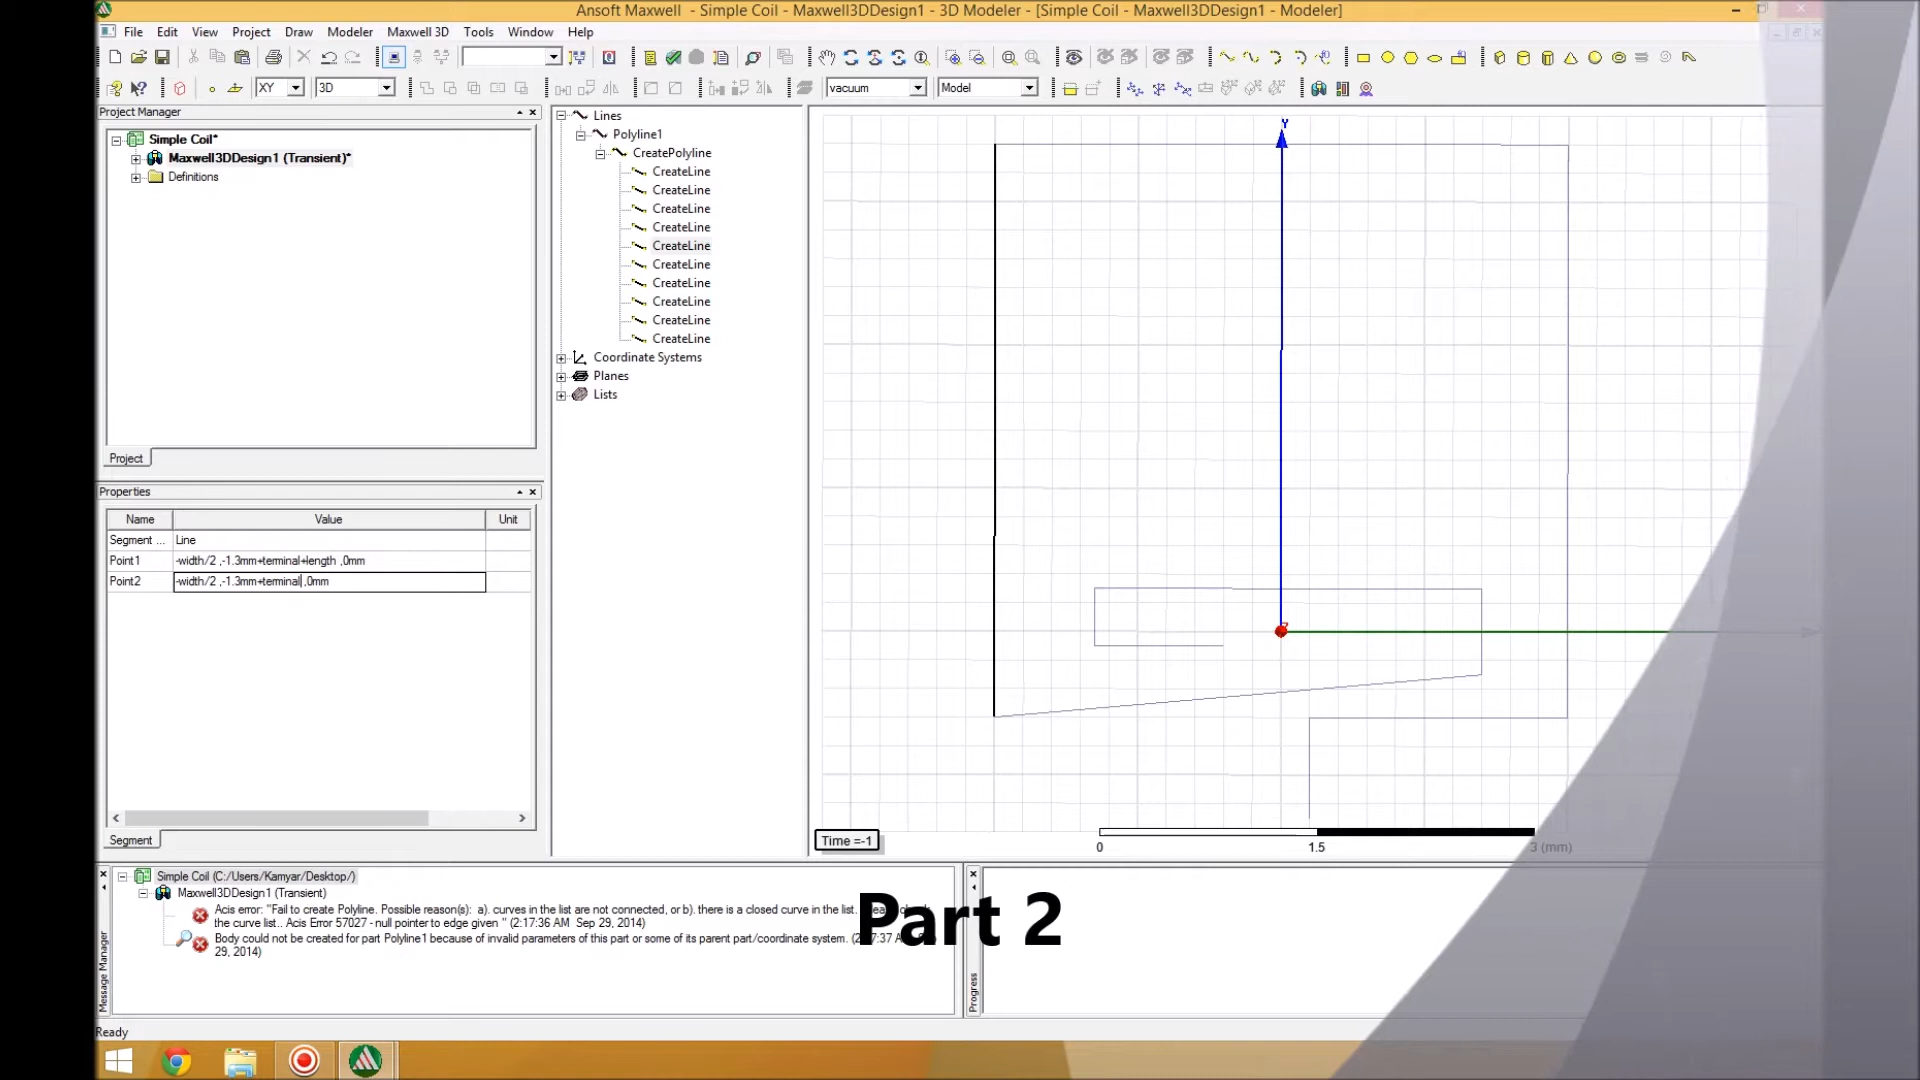 Ansoft Maxwell - Simple Coil - Maxwell3DDesign1 - 3D Modeler - [Simple Coil - Maxwell3DDesign1 - Modeler]
File Edit View Project Draw Modeler Maxwell 3D Tools Window Help
XY 3D vacuum Model
Project Manager
Simple Coil*
Maxwell3DDesign1 (Transient)*
Definitions
Project
Lines
Polyline1
CreatePolyline
CreateLine
CreateLine
CreateLine
CreateLine
CreateLine
CreateLine
CreateLine
CreateLine
CreateLine
CreateLine
Coordinate Systems
Planes
Lists
Y
Properties
Name Value Unit
Segment ... Line
Point1 -width/2 ,-1.3mm+terminal+length ,0mm
Point2 -width/2 ,-1.3mm+terminal ,0mm
Segment
Time =-1
0 1.5 3 (mm)
Simple Coil (C:/Users/Kamyar/Desktop/)
Maxwell3DDesign1 (Transient)
Acis error: "Fail to create Polyline. Possible reason(s): a). curves in the list are not connected, or b). there is a closed curve in the list.
the curve list.. Acis Error 57027 - null pointer to edge given " (2:17:36 AM Sep 29, 2014)
Body could not be created for part Polyline1 because of invalid parameters of this part or some of its parent part/coordinate system.
29, 2014)
Message Manager
Progress
Part 2
Ready